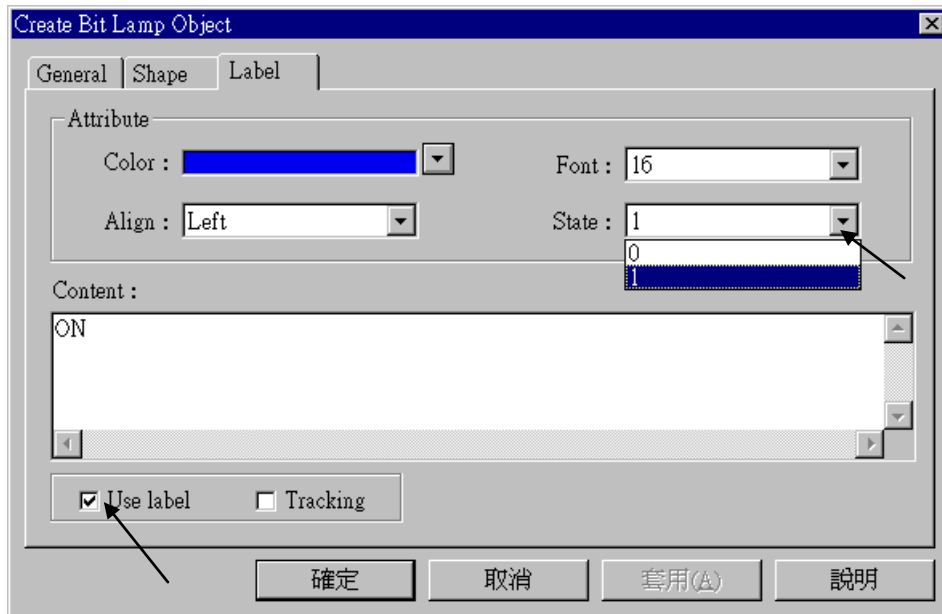 Create Bit Lamp Object
General Shape Label
Attribute
Color : Font : 16
Align : Left State : 1
0
1
Content :
ON
Use label Tracking
確定 取消 套用(A) 說明